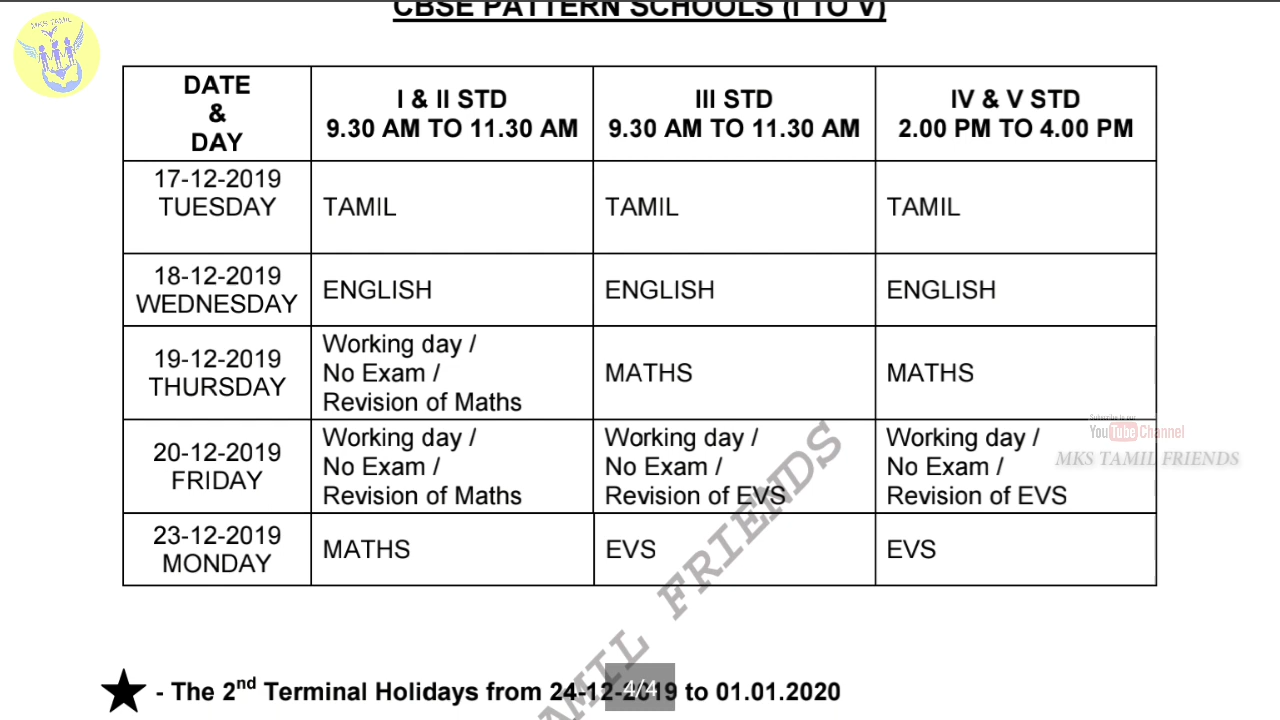 CBSE PATTERN SCHOOLS (I TO V)
MKS TAMIL
DATE
&
DAY
I & II STD
9.30 AM TO 11.30 AM
III STD
9.30 AM TO 11.30 AM
IV & V STD
2.00 PM TO 4.00 PM
17-12-2019
TUESDAY
TAMIL
TAMIL
TAMIL
18-12-2019
WEDNESDAY
ENGLISH
ENGLISH
ENGLISH
19-12-2019
THURSDAY
Working day /
No Exam /
Revision of Maths
MATHS
MATHS
20-12-2019
FRIDAY
Working day /
No Exam /
Revision of Maths
Working day /
No Exam /
Revision of EVS
Working day /
No Exam /
Revision of EVS
Subscribe to our
YouTube Channel
MKS TAMIL FRIENDS
23-12-2019
MONDAY
MATHS
EVS
EVS
TAMIL FRIENDS
★ - The 2nd Terminal Holidays from 24-12-2019 to 01.01.2020
4/4